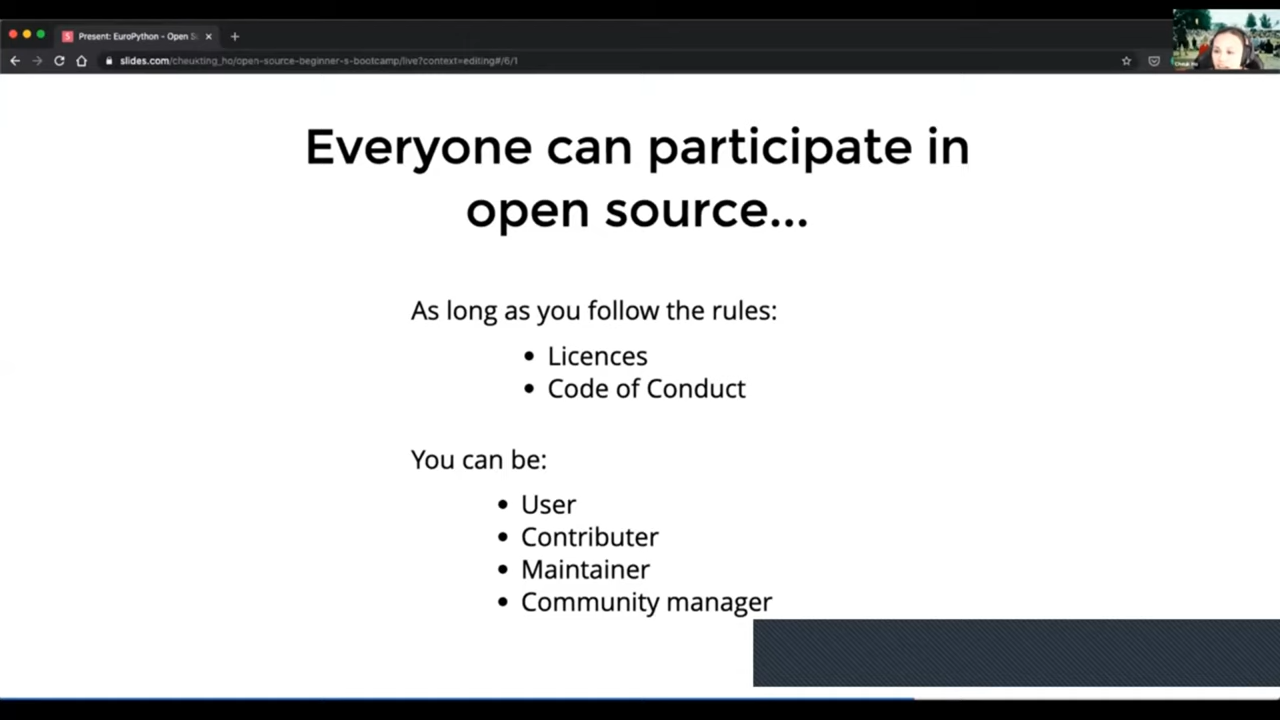 Present: EuroPython - Open S
slides.com/cheukting_ho/open-source-beginner-s-bootcamp/live?context=editing#/6/1
Cheuk Ho
Everyone can participate in
open source...
As long as you follow the rules:
• Licences
• Code of Conduct
You can be:
• User
• Contributer
• Maintainer
• Community manager